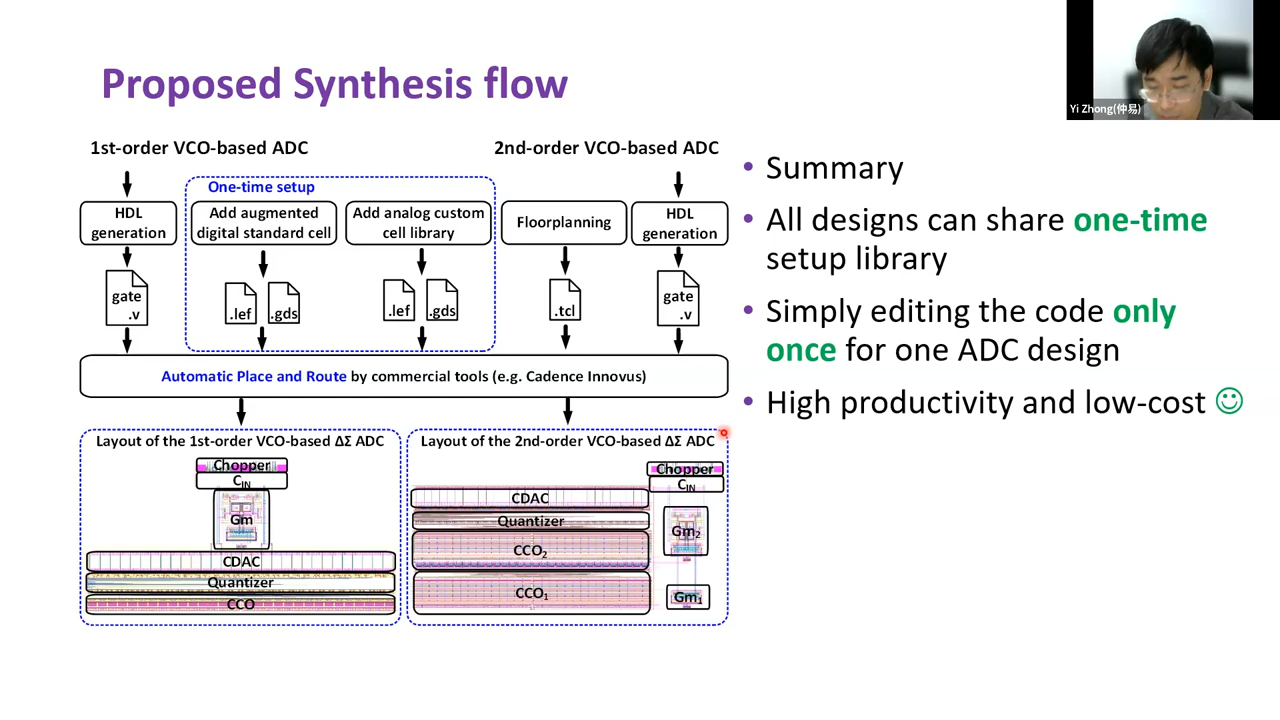 Proposed Synthesis flow
Yi Zhong(仲易)
1st-order VCO-based ADC
2nd-order VCO-based ADC
One-time setup
HDL
generation
Add augmented
digital standard cell
Add analog custom
cell library
Floorplanning
HDL
generation
gate
.v
.lef
.gds
.lef
.gds
.tcl
gate
.v
Automatic Place and Route by commercial tools (e.g. Cadence Innovus)
Layout of the 1st-order VCO-based ΔΣ ADC
Chopper
CIN
Gm
CDAC
Quantizer
CCO
Layout of the 2nd-order VCO-based ΔΣ ADC
Chopper
CIN
CDAC
Quantizer
CCO2
CCO1
Gm2
Gm1
• Summary
• All designs can share one-time
setup library
• Simply editing the code only
once for one ADC design
• High productivity and low-cost ☺